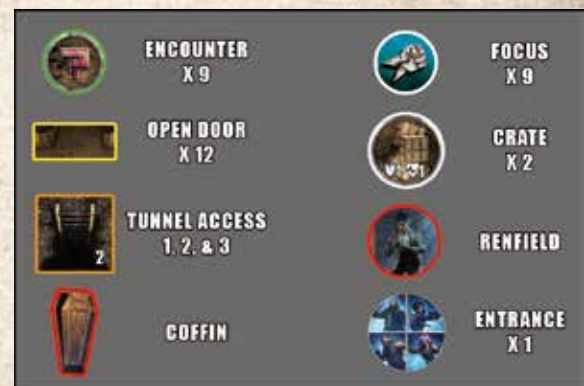 ENCOUNTER
X 9
OPEN DOOR
X 12
2
TUNNEL ACCESS
1, 2, & 3
COFFIN
FOCUS
X 9
CRATE
X 2
RENFIELD
ENTRANCE
X 1